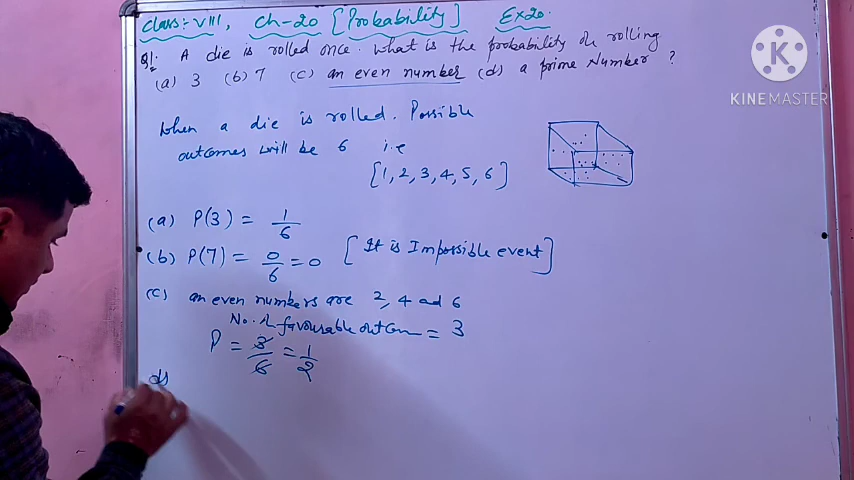 Class:- VIII, Ch-20 [Probability] Ex20.
Q1:- A die is rolled once. What is the probability of rolling
(a) 3 (b) 7 (c) an even number (d) a prime Number ?
K
KINEMASTER
When a die is rolled. Possible
outcomes will be 6 i.e
[1, 2, 3, 4, 5, 6]
(a) P(3) = 1/6
(b) P(7) = 0/6 = 0 [It is Impossible event]
(c) an even numbers are 2, 4 ad 6
No. of favourable outcom = 3
P = 3/6 = 1/2
(d)